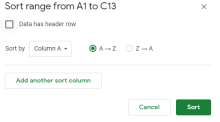 Sort range from A1 to C13
Data has header row
Sort by Column A A → Z Z → A
Add another sort column
Cancel Sort